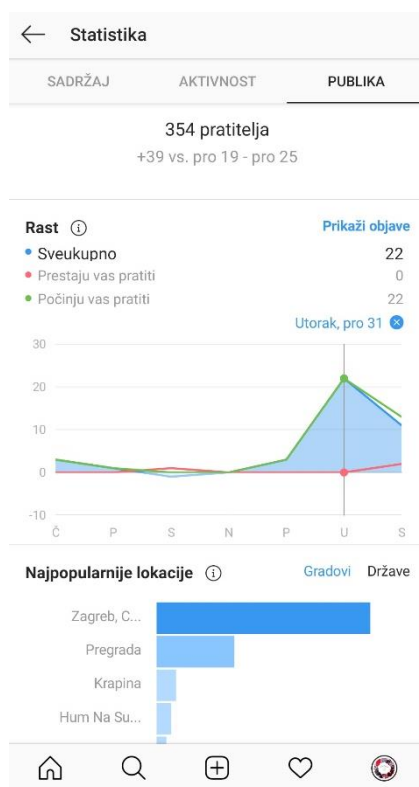 Statistika
SADRŽAJ AKTIVNOST PUBLIKA
354 pratitelja
+39 vs. pro 19 - pro 25
Rast Prikaži objave
Sveukupno 22
Prestaju vas pratiti 0
Počinju vas pratiti 22
Utorak, pro 31
30
20
10
0
-10
Č P S N P U S
Najpopularnije lokacije Gradovi Države
Zagreb, C...
Pregrada
Krapina
Hum Na Su...